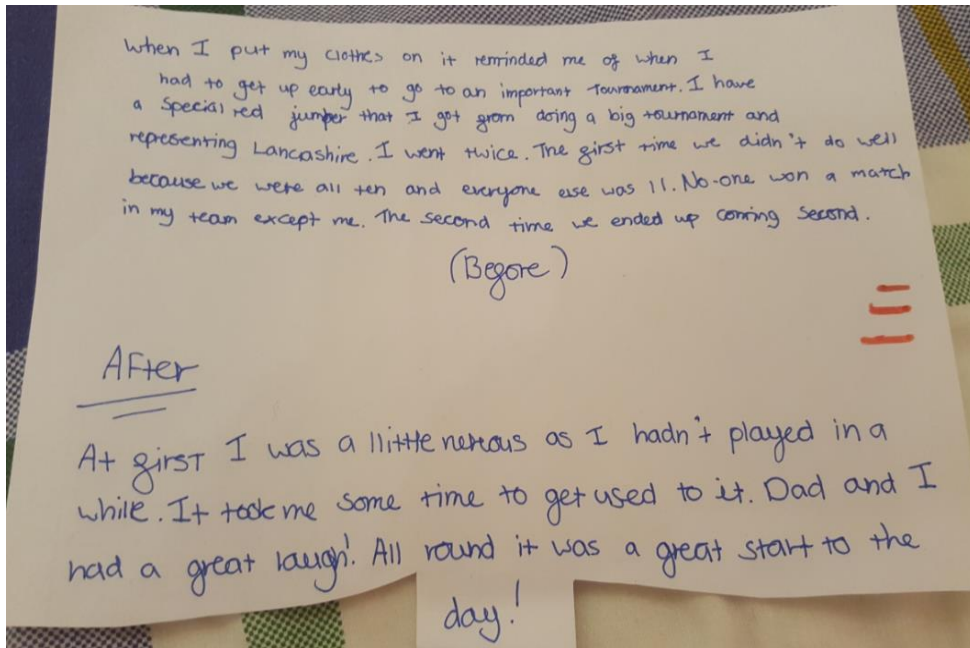 when I put my clothes on it reminded me of when I
had to get up early to go to an important Tournament. I have
a special red jumper that I got from doing a big tournament and
representing Lancashire. I went twice. The first time we didn't do well
because we were all ten and everyone else was 11. No-one won a match
in my team except me. The second time we ended up coming second.
(Before)
AFter
At first I was a llittle nervous as I hadn't played in a
while. It took me some time to get used to it. Dad and I
had a great laugh! All round it was a great start to the
day!